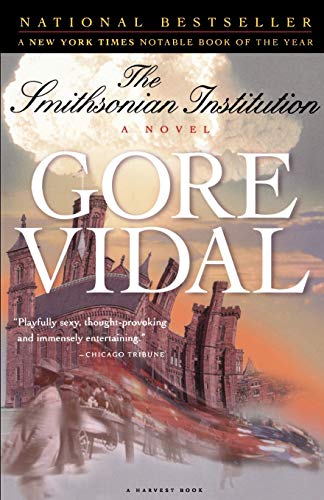 NATIONAL BESTSELLER
A NEW YORK TIMES NOTABLE BOOK OF THE YEAR
The
Smithsonian Institution
A NOVEL
GORE
VIDAL
"Playfully sexy, thought-provoking
and immensely entertaining."
–CHICAGO TRIBUNE
A HARVEST BOOK